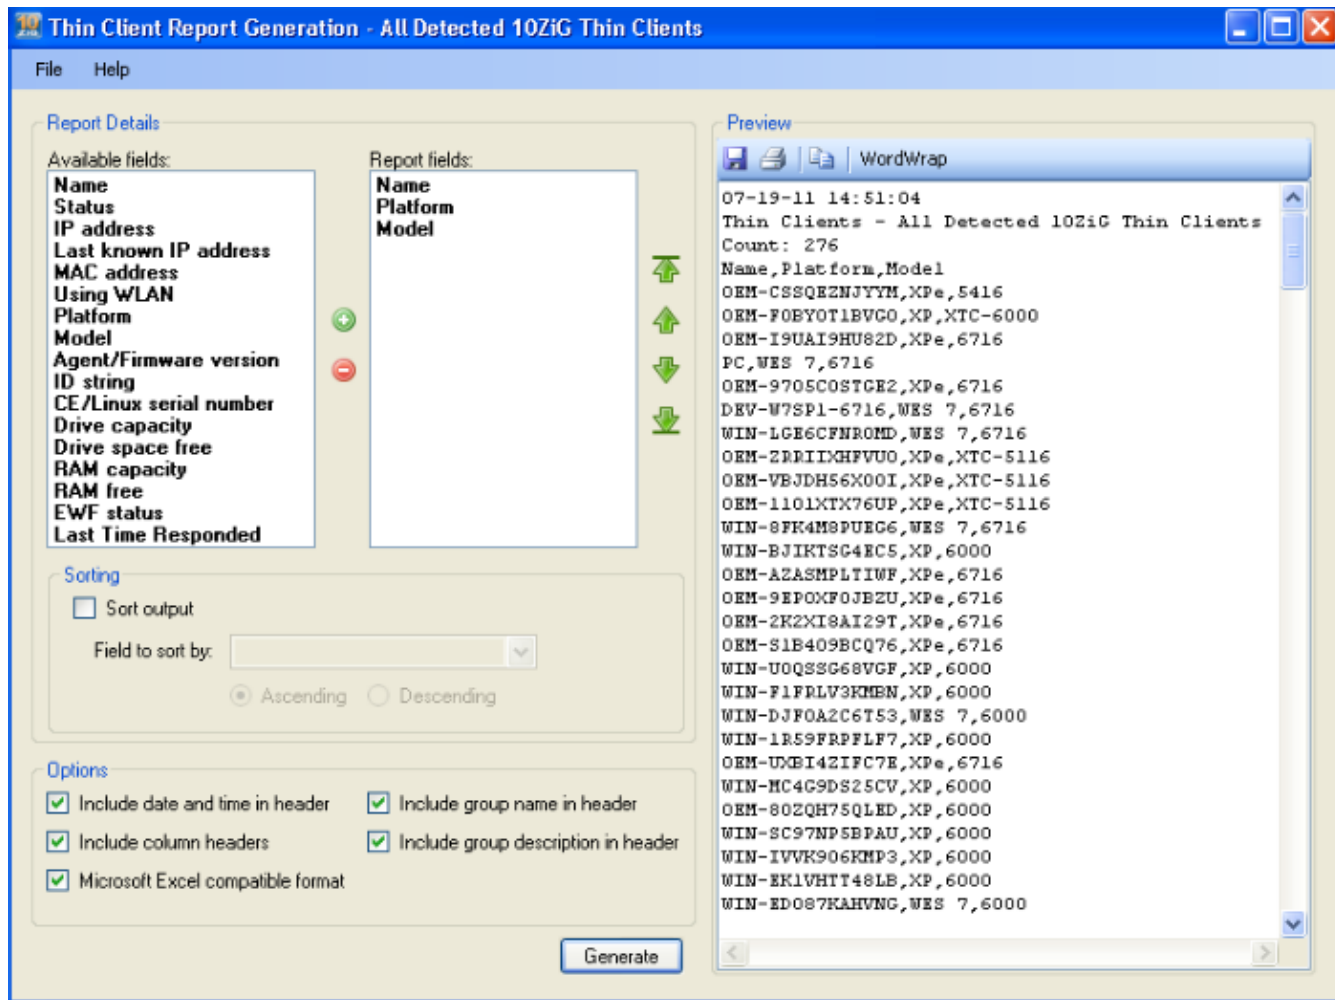 Thin Client Report Generation - All Detected 10ZiG Thin Clients
File Help
Report Details
Available fields:
Name
Status
IP address
Last known IP address
MAC address
Using WLAN
Platform
Model
Agent/Firmware version
ID string
CE/Linux serial number
Drive capacity
Drive space free
RAM capacity
RAM free
EWF status
Last Time Responded
Report fields:
Name
Platform
Model
Sorting
Sort output
Field to sort by:
Ascending Descending
Options
Include date and time in header
Include group name in header
Include column headers
Include group description in header
Microsoft Excel compatible format
Generate
Preview
WordWrap
07-19-11 14:51:04
Thin Clients - All Detected 10ZiG Thin Clients
Count: 276
Name,Platform,Model
OEM-CSSQEZNJYYM,XPe,5416
OEM-F0BY0T1BVG0,XP,XTC-6000
OEM-I9UAI9HU82D,XPe,6716
PC,WES 7,6716
OEM-9705C0STGE2,XPe,6716
DEV-W7SP1-6716,WES 7,6716
WIN-LGE6CFNR0MD,WES 7,6716
OEM-ZRRIIXHFVU0,XPe,XTC-5116
OEM-VBJDH56X00I,XPe,XTC-5116
OEM-1101XTX76UP,XPe,XTC-5116
WIN-8FK4M8PUEG6,WES 7,6716
WIN-BJIKTSG4EC5,XP,6000
OEM-AZASMPLTIWF,XPe,6716
OEM-9EP0XF0JBZU,XPe,6716
OEM-2K2XI8AI29T,XPe,6716
OEM-S1B409BCQ76,XPe,6716
WIN-U0QSSG68VGF,XP,6000
WIN-F1FRLV3KMBN,XP,6000
WIN-DJF0A2C6T53,WES 7,6000
WIN-1R59FRPFLF7,XP,6000
OEM-UXBI4ZIFC7E,XPe,6716
WIN-MC4G9DS25CV,XP,6000
OEM-80ZQH75QLED,XP,6000
WIN-SC97NP5BPAU,XP,6000
WIN-IVVK906KMP3,XP,6000
WIN-EK1VHTT48LB,XP,6000
WIN-ED087KAHVNG,WES 7,6000